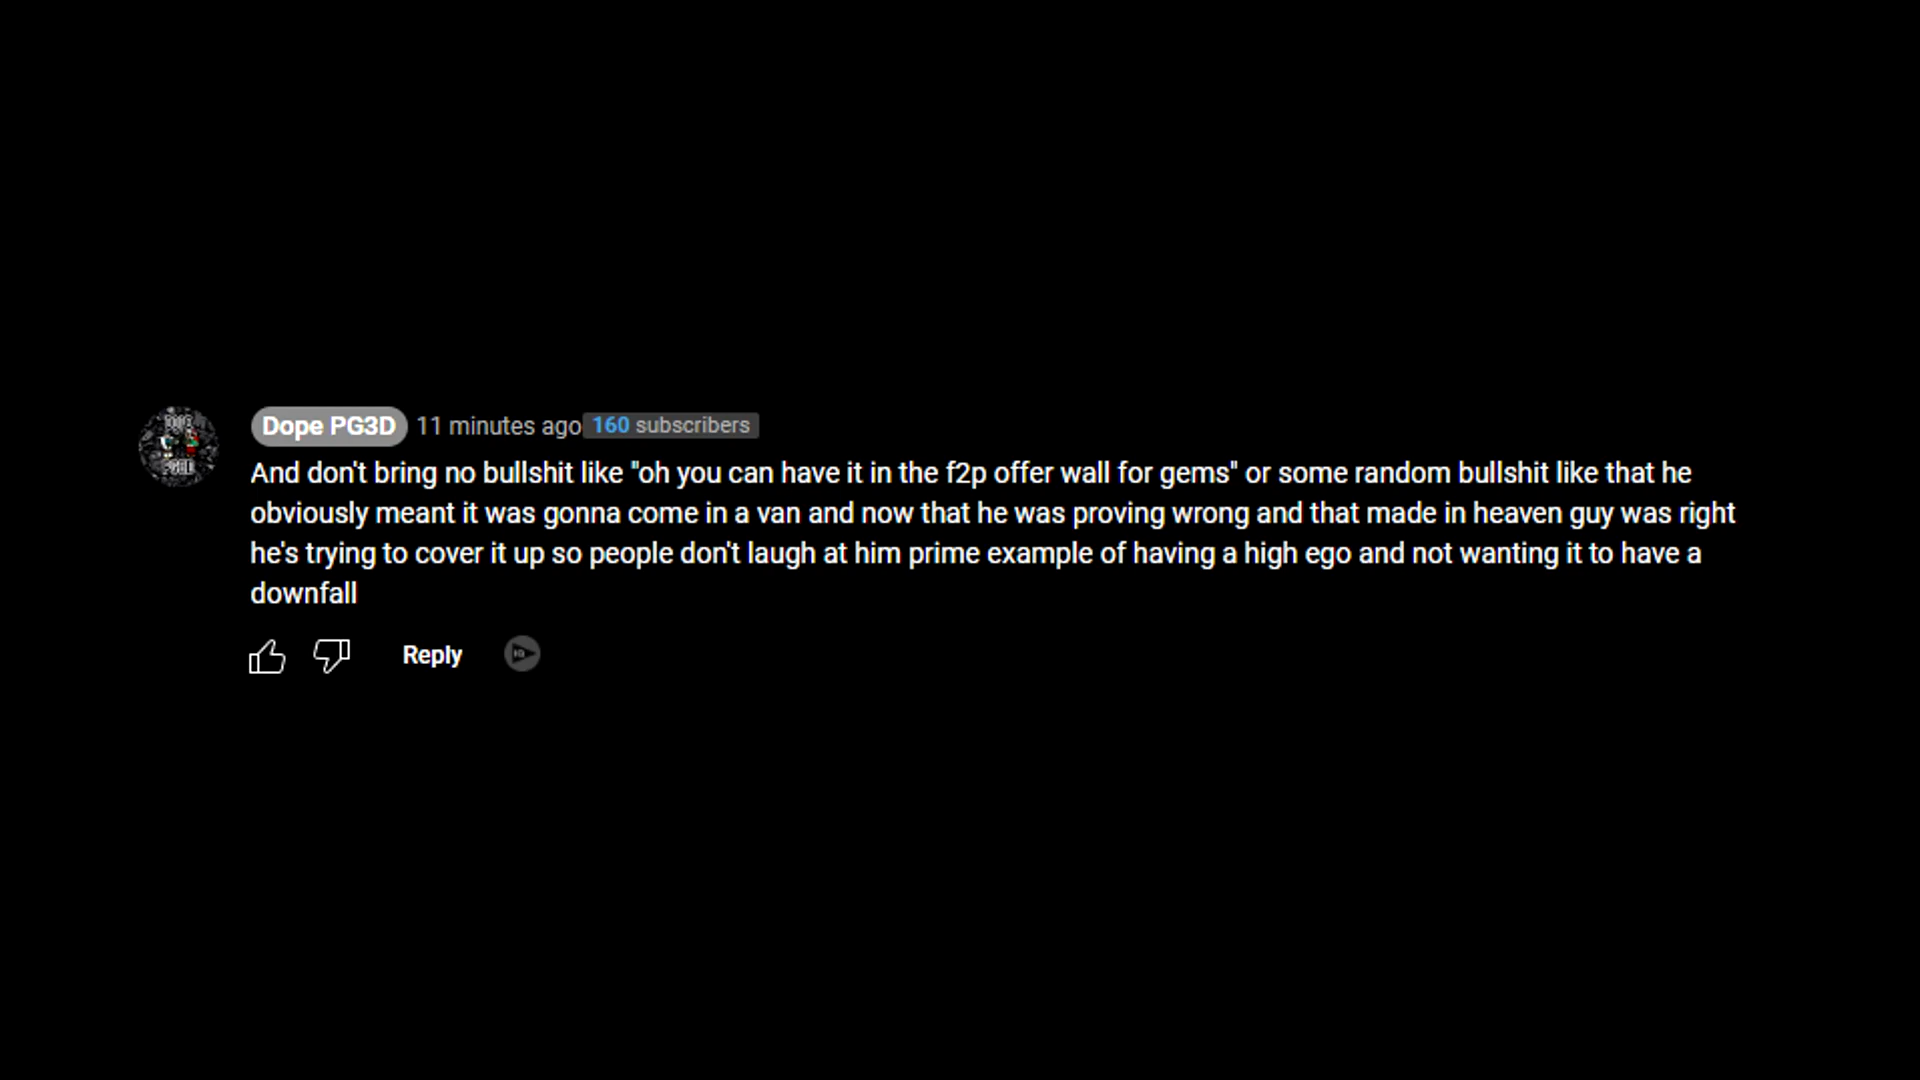 Dope PG3D 11 minutes ago 160 subscribers
And don't bring no bullshit like "oh you can have it in the f2p offer wall for gems" or some random bullshit like that he
obviously meant it was gonna come in a van and now that he was proving wrong and that made in heaven guy was right
he's trying to cover it up so people don't laugh at him prime example of having a high ego and not wanting it to have a
downfall
Reply